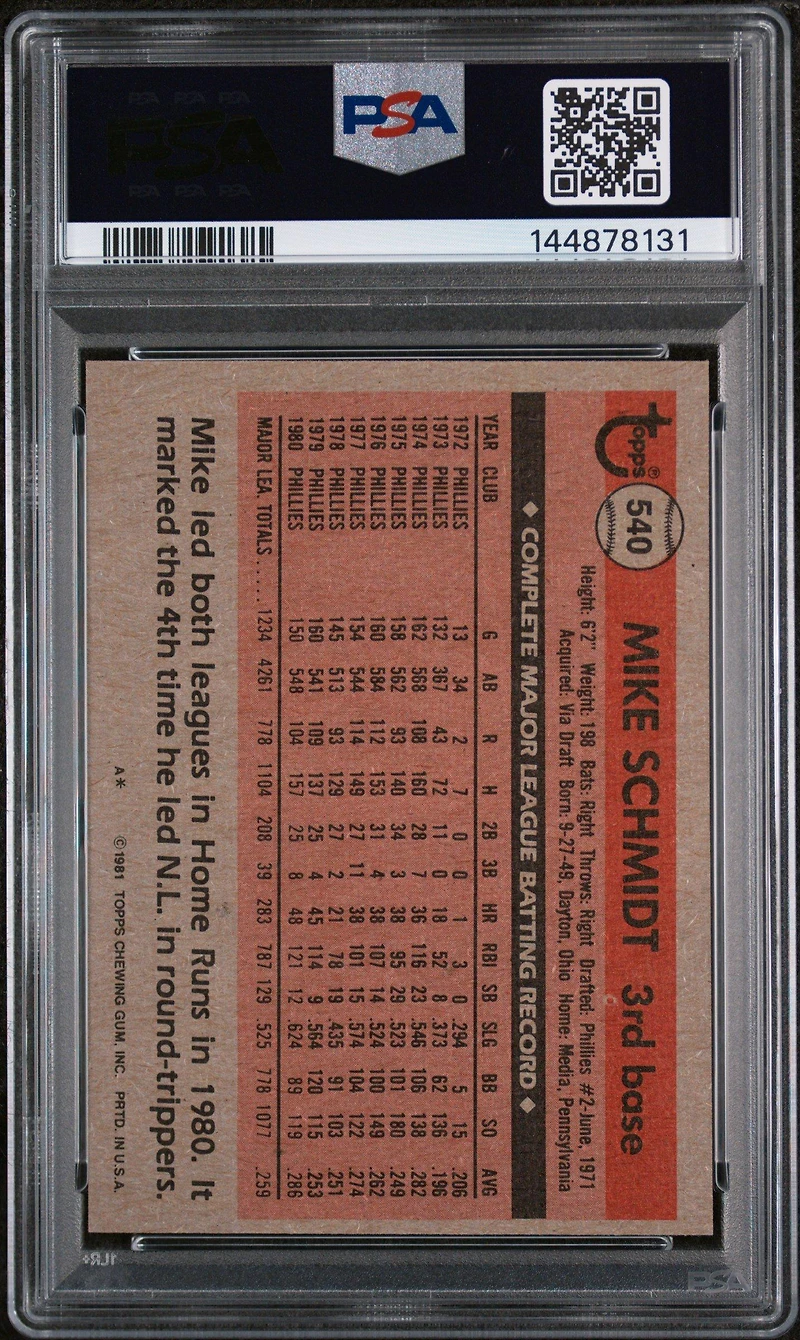 PSA PSA PSA
PSA
PSA PSA PSA
PSA
144878131
topps®
540
MIKE SCHMIDT 3rd base
Height: 6'2" Weight: 198 Bats: Right Throws: Right Drafted: Phillies #2-June, 1971
Acquired: Via Draft Born: 9-27-49, Dayton, Ohio Home: Media, Pennsylvania
◆ COMPLETE MAJOR LEAGUE BATTING RECORD ◆
YEAR CLUB G AB R H 2B 3B HR RBI SB SLG BB SO AVG
1972 PHILLIES 13 34 2 7 0 0 1 3 0 .294 5 15 .206
1973 PHILLIES 132 367 43 72 11 0 18 52 8 .373 62 136 .196
1974 PHILLIES 162 568 108 160 28 7 36 116 23 .546 106 138 .282
1975 PHILLIES 158 562 93 140 34 3 38 95 29 .523 101 180 .249
1976 PHILLIES 160 584 112 153 31 4 38 107 14 .524 100 149 .262
1977 PHILLIES 154 544 114 149 27 11 38 101 15 .574 104 122 .274
1978 PHILLIES 145 513 93 129 27 2 21 78 19 .435 91 103 .251
1979 PHILLIES 160 541 109 137 25 4 45 114 9 .564 120 115 .253
1980 PHILLIES 150 548 104 157 25 8 48 121 12 .624 89 119 .286
MAJOR LEA TOTALS..... 1234 4261 778 1104 208 39 283 787 129 .525 778 1077 .259
Mike led both leagues in Home Runs in 1980. It
marked the 4th time he led N.L. in round-trippers.
A* ©1981 TOPPS CHEWING GUM, INC. PRTD. IN U.S.A.
1LR+
PSA